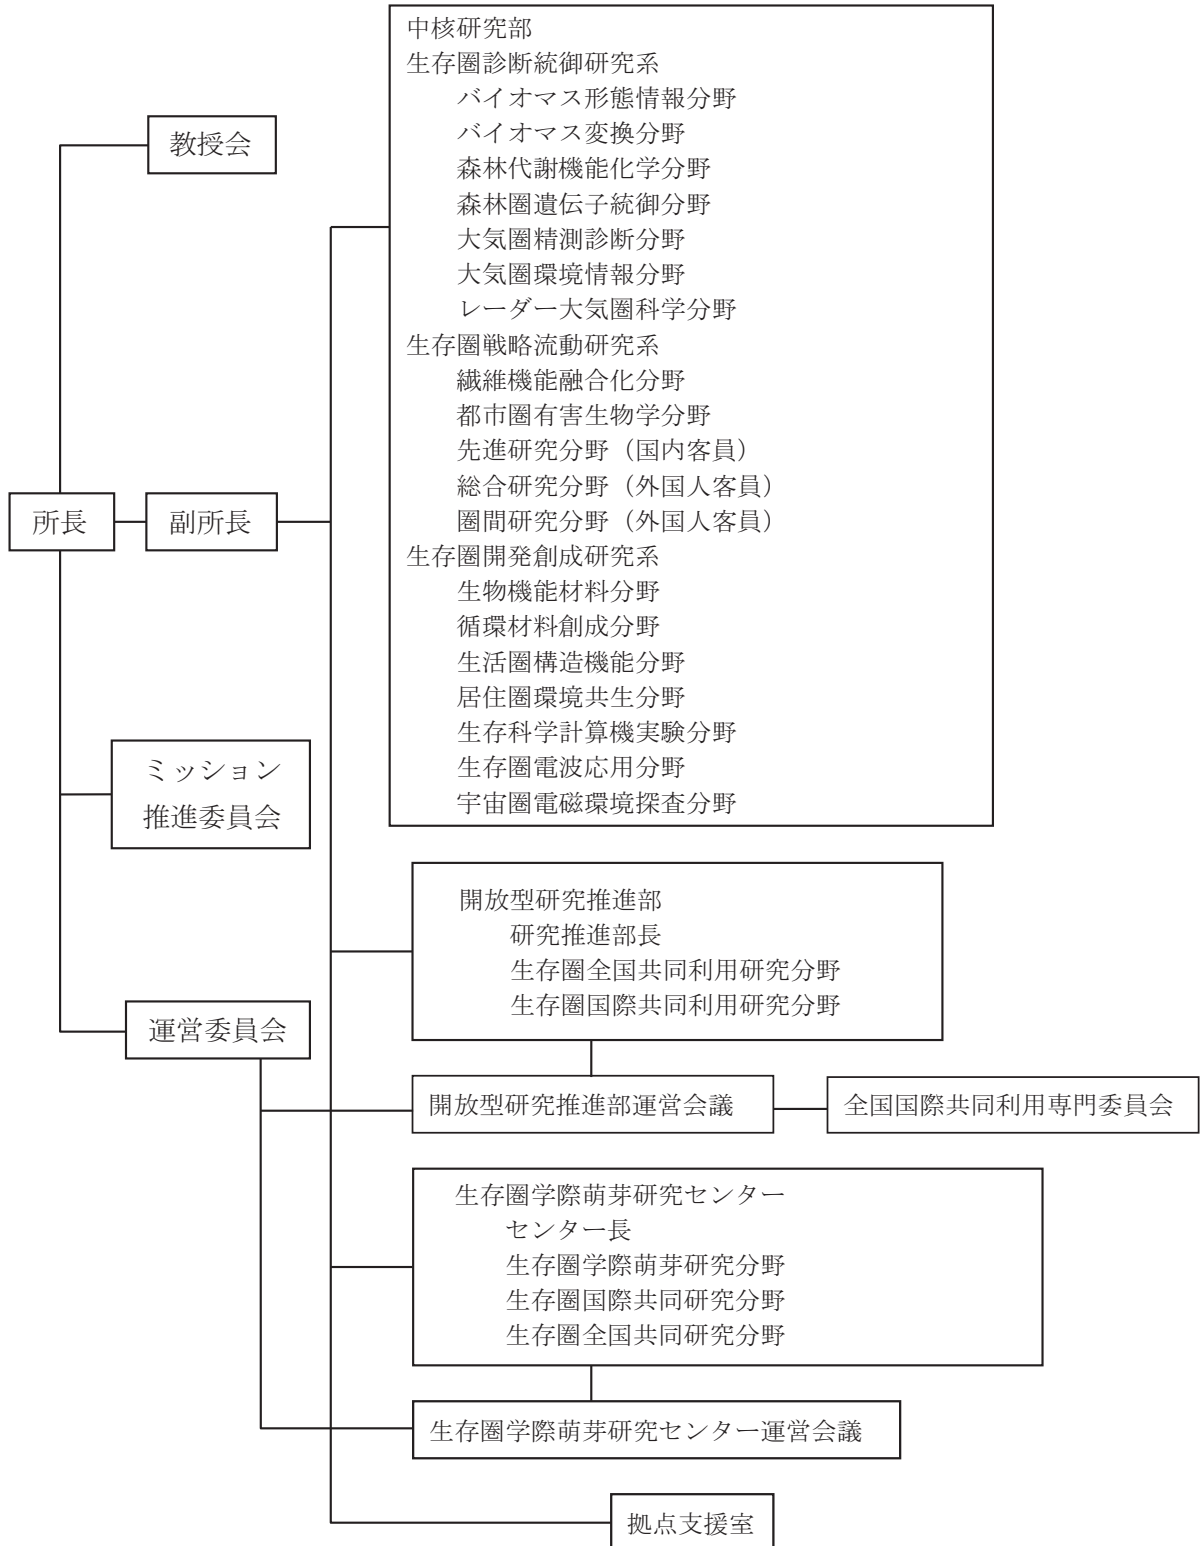 中核研究部
生存圏診断統御研究系
バイオマス形態情報分野
バイオマス変換分野
森林代謝機能化学分野
森林圏遺伝子統御分野
大気圏精測診断分野
大気圏環境情報分野
レーダー大気圏科学分野
生存圏戦略流動研究系
繊維機能融合化分野
都市圏有害生物学分野
先進研究分野（国内客員）
総合研究分野（外国人客員）
圏間研究分野（外国人客員）
生存圏開発創成研究系
生物機能材料分野
循環材料創成分野
生活圏構造機能分野
居住圏環境共生分野
生存科学計算機実験分野
生存圏電波応用分野
宇宙圏電磁環境探査分野
教授会
所長
副所長
ミッション
推進委員会
運営委員会
開放型研究推進部
研究推進部長
生存圏全国共同利用研究分野
生存圏国際共同利用研究分野
開放型研究推進部運営会議
全国国際共同利用専門委員会
生存圏学際萌芽研究センター
センター長
生存圏学際萌芽研究分野
生存圏国際共同研究分野
生存圏全国共同研究分野
生存圏学際萌芽研究センター運営会議
拠点支援室